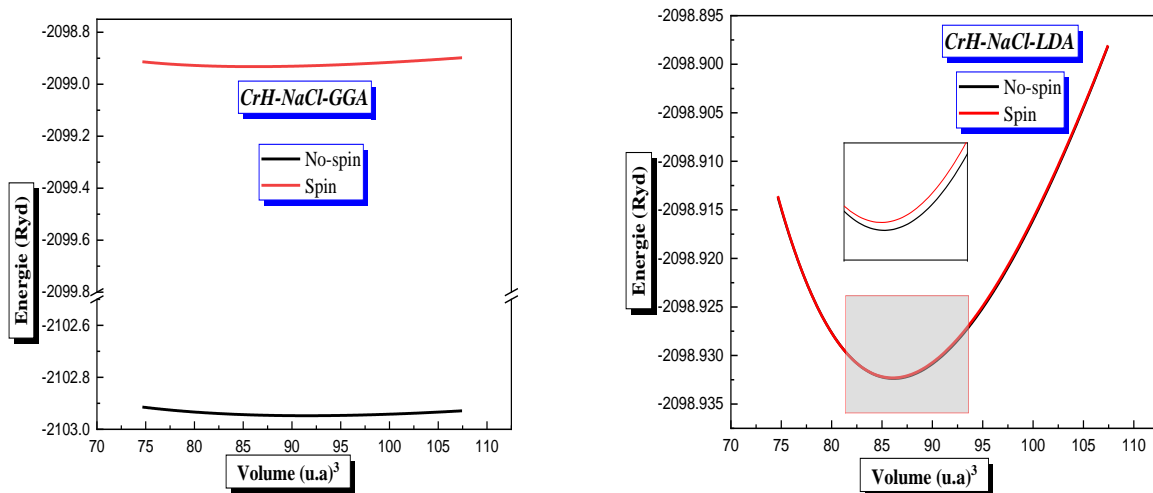 -2098.8
-2099.0
-2099.2
-2099.4
-2099.6
-2099.8
-2102.6
-2102.8
-2103.0
70 75 80 85 90 95 100 105 110
Energie (Ryd)
Volume (u.a)³
CrH-NaCl-GGA
No-spin
Spin
-2098.895
-2098.900
-2098.905
-2098.910
-2098.915
-2098.920
-2098.925
-2098.930
-2098.935
70 75 80 85 90 95 100 105 110
Energie (Ryd)
Volume (u.a)³
CrH-NaCl-LDA
No-spin
Spin